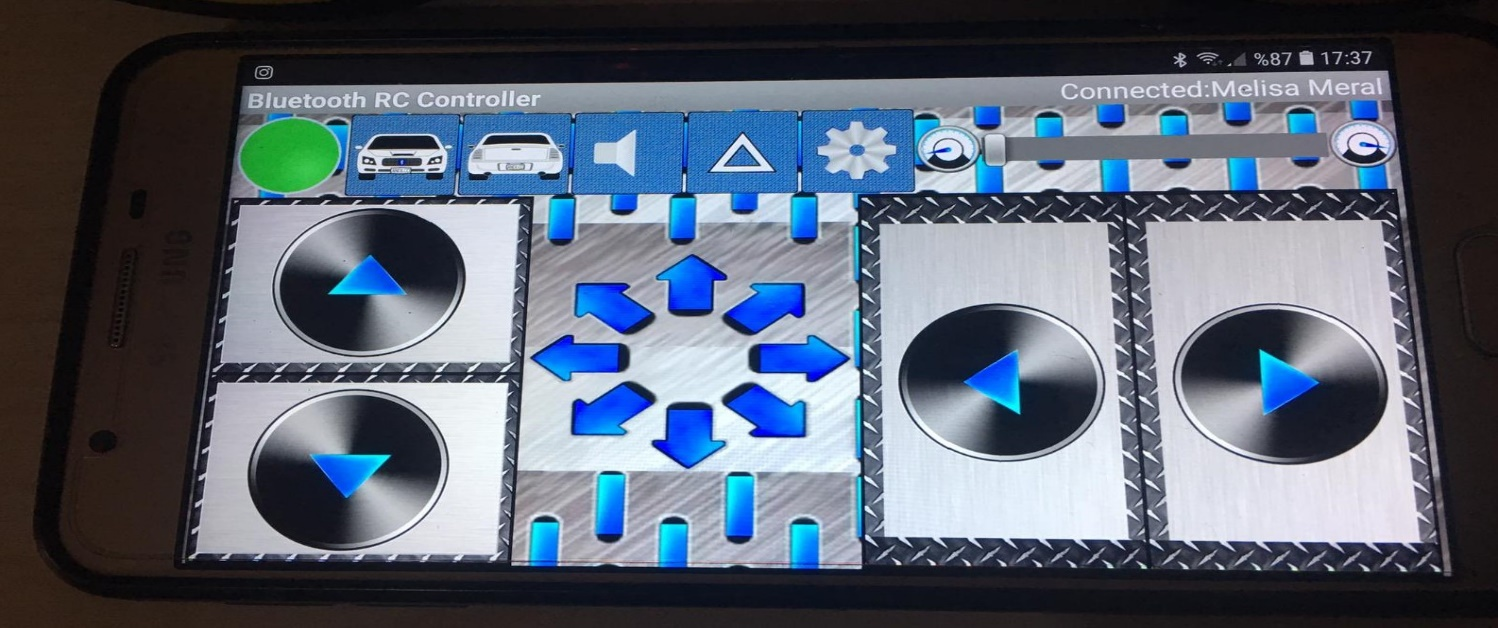 %87 17:37
Bluetooth RC Controller
Connected:Melisa Meral